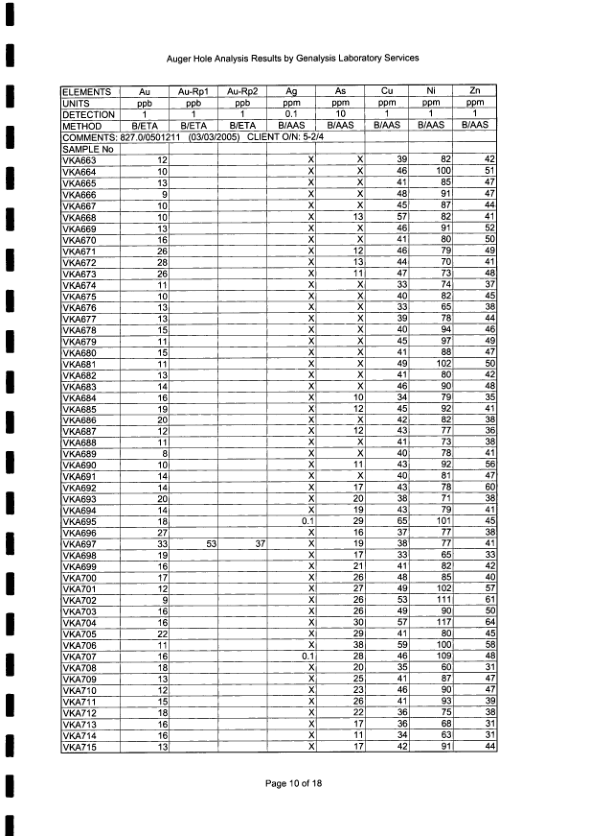 Auger Hole Analysis Results by Genalysis Laboratory Services
ELEMENTS Au Au-Rp1 Au-Rp2 Ag As Cu Ni Zn
UNITS ppb ppb ppb ppm ppm ppm ppm ppm
DETECTION 1 1 1 0.1 10 1 1 1
METHOD B/ETA B/ETA B/ETA B/AAS B/AAS B/AAS B/AAS B/AAS
COMMENTS: 827.0/0501211 (03/03/2005) CLIENT O/N: 5-2/4
SAMPLE No
VKA663 12 X X 39 82 42
VKA664 10 X X 46 100 51
VKA665 13 X X 41 85 47
VKA666 9 X X 48 91 47
VKA667 10 X X 45 87 44
VKA668 10 X 13 57 82 41
VKA669 13 X X 46 91 52
VKA670 16 X X 41 80 50
VKA671 26 X 12 46 79 49
VKA672 28 X 13 44 70 41
VKA673 26 X 11 47 73 48
VKA674 11 X X 33 74 37
VKA675 10 X X 40 82 45
VKA676 13 X X 33 65 38
VKA677 13 X X 39 78 44
VKA678 15 X X 40 94 46
VKA679 11 X X 45 97 49
VKA680 15 X X 41 88 47
VKA681 11 X X 49 102 50
VKA682 13 X X 41 80 42
VKA683 14 X X 46 90 48
VKA684 16 X 10 34 79 35
VKA685 19 X 12 45 92 41
VKA686 20 X X 42 82 38
VKA687 12 X 12 43 77 36
VKA688 11 X X 41 73 38
VKA689 8 X X 40 78 41
VKA690 10 X 11 43 92 56
VKA691 14 X X 40 81 47
VKA692 14 X 17 43 78 60
VKA693 20 X 20 38 71 38
VKA694 14 X 19 43 79 41
VKA695 18 0.1 29 65 101 45
VKA696 27 X 16 37 77 38
VKA697 33 53 37 X 19 38 77 41
VKA698 19 X 17 33 65 33
VKA699 16 X 21 41 82 42
VKA700 17 X 26 48 85 40
VKA701 12 X 27 49 102 57
VKA702 9 X 26 53 111 61
VKA703 16 X 26 49 90 50
VKA704 16 X 30 57 117 64
VKA705 22 X 29 41 80 45
VKA706 11 X 38 59 100 58
VKA707 16 0.1 28 46 109 48
VKA708 18 X 20 35 60 31
VKA709 13 X 25 41 87 47
VKA710 12 X 23 46 90 47
VKA711 15 X 26 41 93 39
VKA712 18 X 22 36 75 38
VKA713 16 X 17 36 68 31
VKA714 16 X 11 34 63 31
VKA715 13 X 17 42 91 44
Page 10 of 18